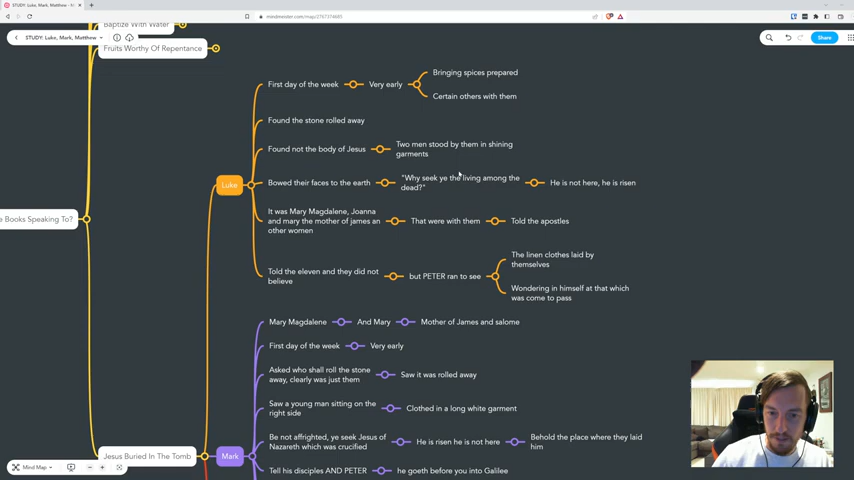 STUDY: Luke, Mark, Matthew - M
mindmeister.com/map/2767374685
Baptize With Water
STUDY: Luke, Mark, Matthew
Share
Fruits Worthy Of Repentance
First day of the week
Very early
Bringing spices prepared
Certain others with them
Found the stone rolled away
Found not the body of Jesus
Two men stood by them in shining
garments
Luke
Bowed their faces to the earth
"Why seek ye the living among the
dead?"
He is not here, he is risen
e Books Speaking To?
It was Mary Magdalene, Joanna
and mary the mother of james an
other women
That were with them
Told the apostles
Told the eleven and they did not
believe
but PETER ran to see
The linen clothes laid by
themselves
Wondering in himself at that which
was come to pass
Mary Magdalene
And Mary
Mother of James and salome
First day of the week
Very early
Asked who shall roll the stone
away, clearly was just them
Saw it was rolled away
Saw a young man sitting on the
right side
Clothed in a long white garment
Jesus Buried In The Tomb
Mark
Be not affrighted, ye seek Jesus of
Nazareth which was crucified
He is risen he is not here
Behold the place where they laid
him
Tell his disciples AND PETER
he goeth before you into Galilee
Mind Map